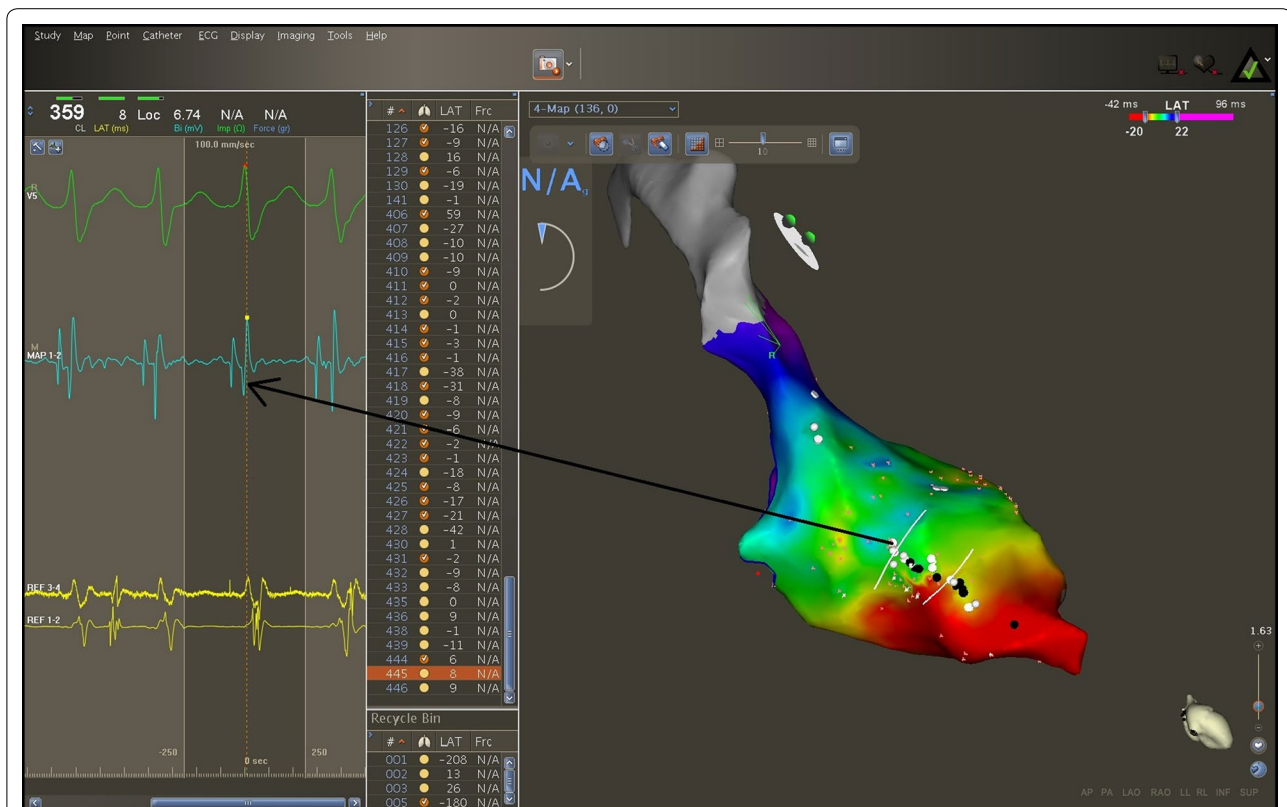 Study Map Point Catheter ECG Display Imaging Tools Help
359 8 Loc 6.74 N/A N/A
CL LAT (ms) Bi (mV) Imp (Ω) Force (gr)
100.0 mm/sec
R
V5
M
MAP 1-2
REF 3-4
REF 1-2
-250 0 sec 250
# LAT Frc
126 -16 N/A
127 -9 N/A
128 16 N/A
129 -6 N/A
130 -19 N/A
141 -1 N/A
406 59 N/A
407 -27 N/A
408 -10 N/A
409 -10 N/A
410 -9 N/A
411 0 N/A
412 -2 N/A
413 0 N/A
414 -1 N/A
415 -3 N/A
416 -1 N/A
417 -38 N/A
418 -31 N/A
419 -8 N/A
420 -9 N/A
421 -6 N/A
422 -2 N/A
423 -1 N/A
424 -18 N/A
425 -8 N/A
426 -17 N/A
427 -21 N/A
428 -42 N/A
430 1 N/A
431 -2 N/A
432 -9 N/A
433 -8 N/A
435 0 N/A
436 9 N/A
438 -1 N/A
439 -11 N/A
444 6 N/A
445 8 N/A
446 9 N/A
Recycle Bin
# LAT Frc
001 -208 N/A
002 13 N/A
003 26 N/A
005 -180 N/A
4-Map (136, 0)
10
N/A g
-42 ms LAT 96 ms
-20 22
R
1.63
AP PA LAO RAO LL RL INF SUP